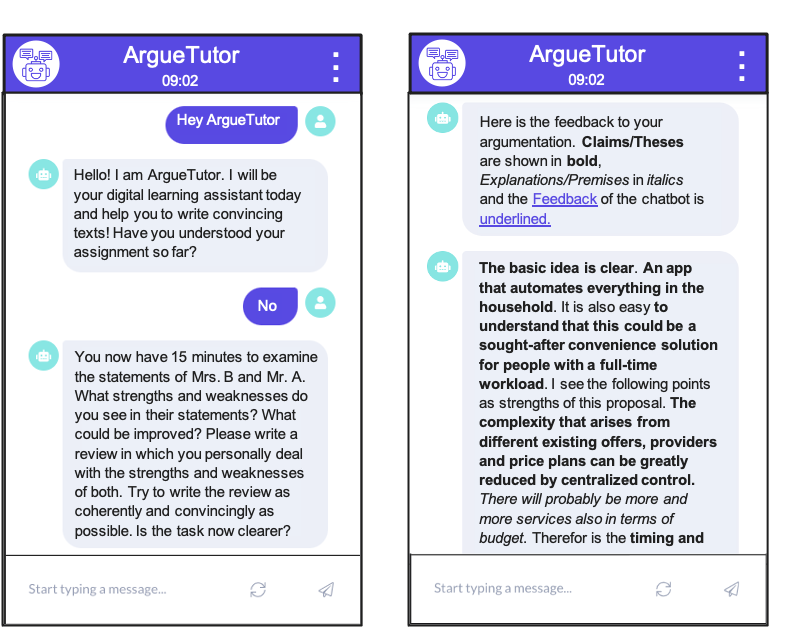 ArgueTutor
09:02
Hey ArgueTutor
Hello! I am ArgueTutor. I will be
your digital learning assistant today
and help you to write convincing
texts! Have you understood your
assignment so far?
No
You now have 15 minutes to examine
the statements of Mrs. B and Mr. A.
What strengths and weaknesses do
you see in their statements? What
could be improved? Please write a
review in which you personally deal
with the strengths and weaknesses
of both. Try to write the review as
coherently and convincingly as
possible. Is the task now clearer?
Start typing a message...
ArgueTutor
09:02
Here is the feedback to your
argumentation. Claims/Theses
are shown in bold,
Explanations/Premises in italics
and the Feedback of the chatbot is
underlined.
The basic idea is clear. An app
that automates everything in the
household. It is also easy to
understand that this could be a
sought-after convenience solution
for people with a full-time
workload. I see the following points
as strengths of this proposal. The
complexity that arises from
different existing offers, providers
and price plans can be greatly
reduced by centralized control.
There will probably be more and
more services also in terms of
budget. Therefor is the timing and
Start typing a message...